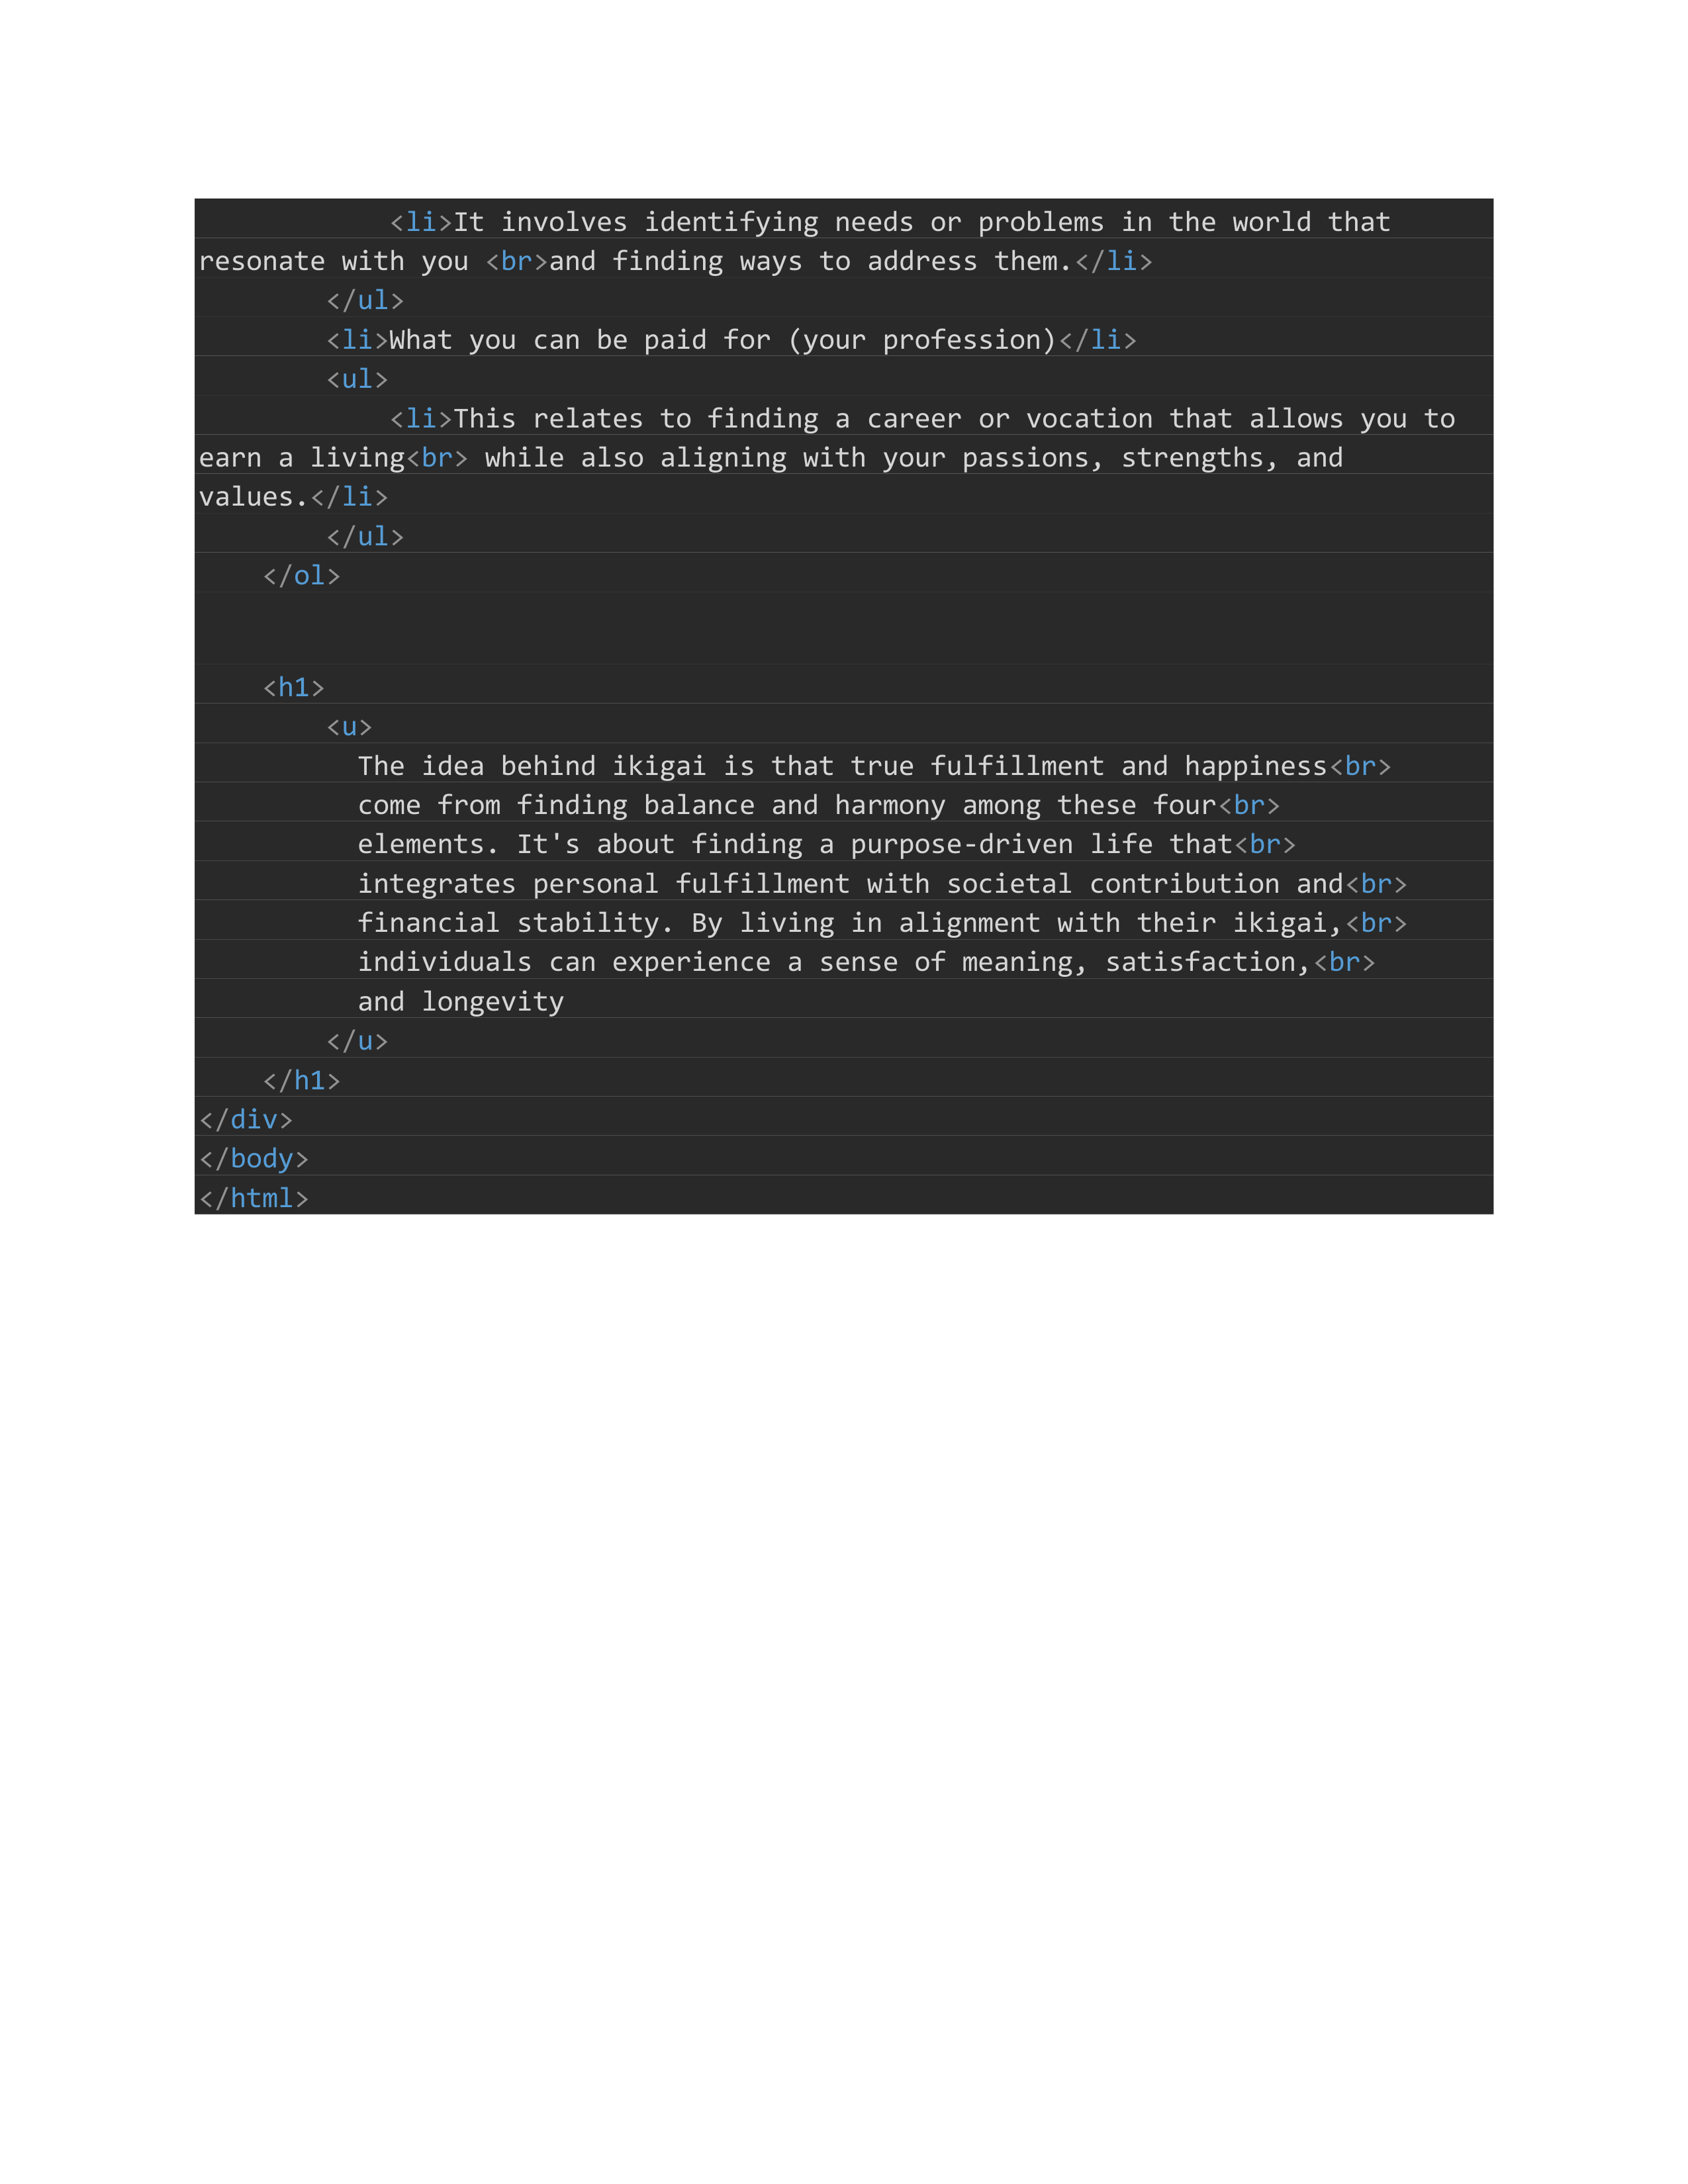 <li>It involves identifying needs or problems in the world that
resonate with you <br>and finding ways to address them.</li>
        </ul>
        <li>What you can be paid for (your profession)</li>
        <ul>
            <li>This relates to finding a career or vocation that allows you to
earn a living<br> while also aligning with your passions, strengths, and
values.</li>
        </ul>
    </ol>
    <h1>
        <u>
          The idea behind ikigai is that true fulfillment and happiness<br>
          come from finding balance and harmony among these four<br>
          elements. It's about finding a purpose-driven life that<br>
          integrates personal fulfillment with societal contribution and<br>
          financial stability. By living in alignment with their ikigai,<br>
          individuals can experience a sense of meaning, satisfaction,<br>
          and longevity
        </u>
    </h1>
</div>
</body>
</html>